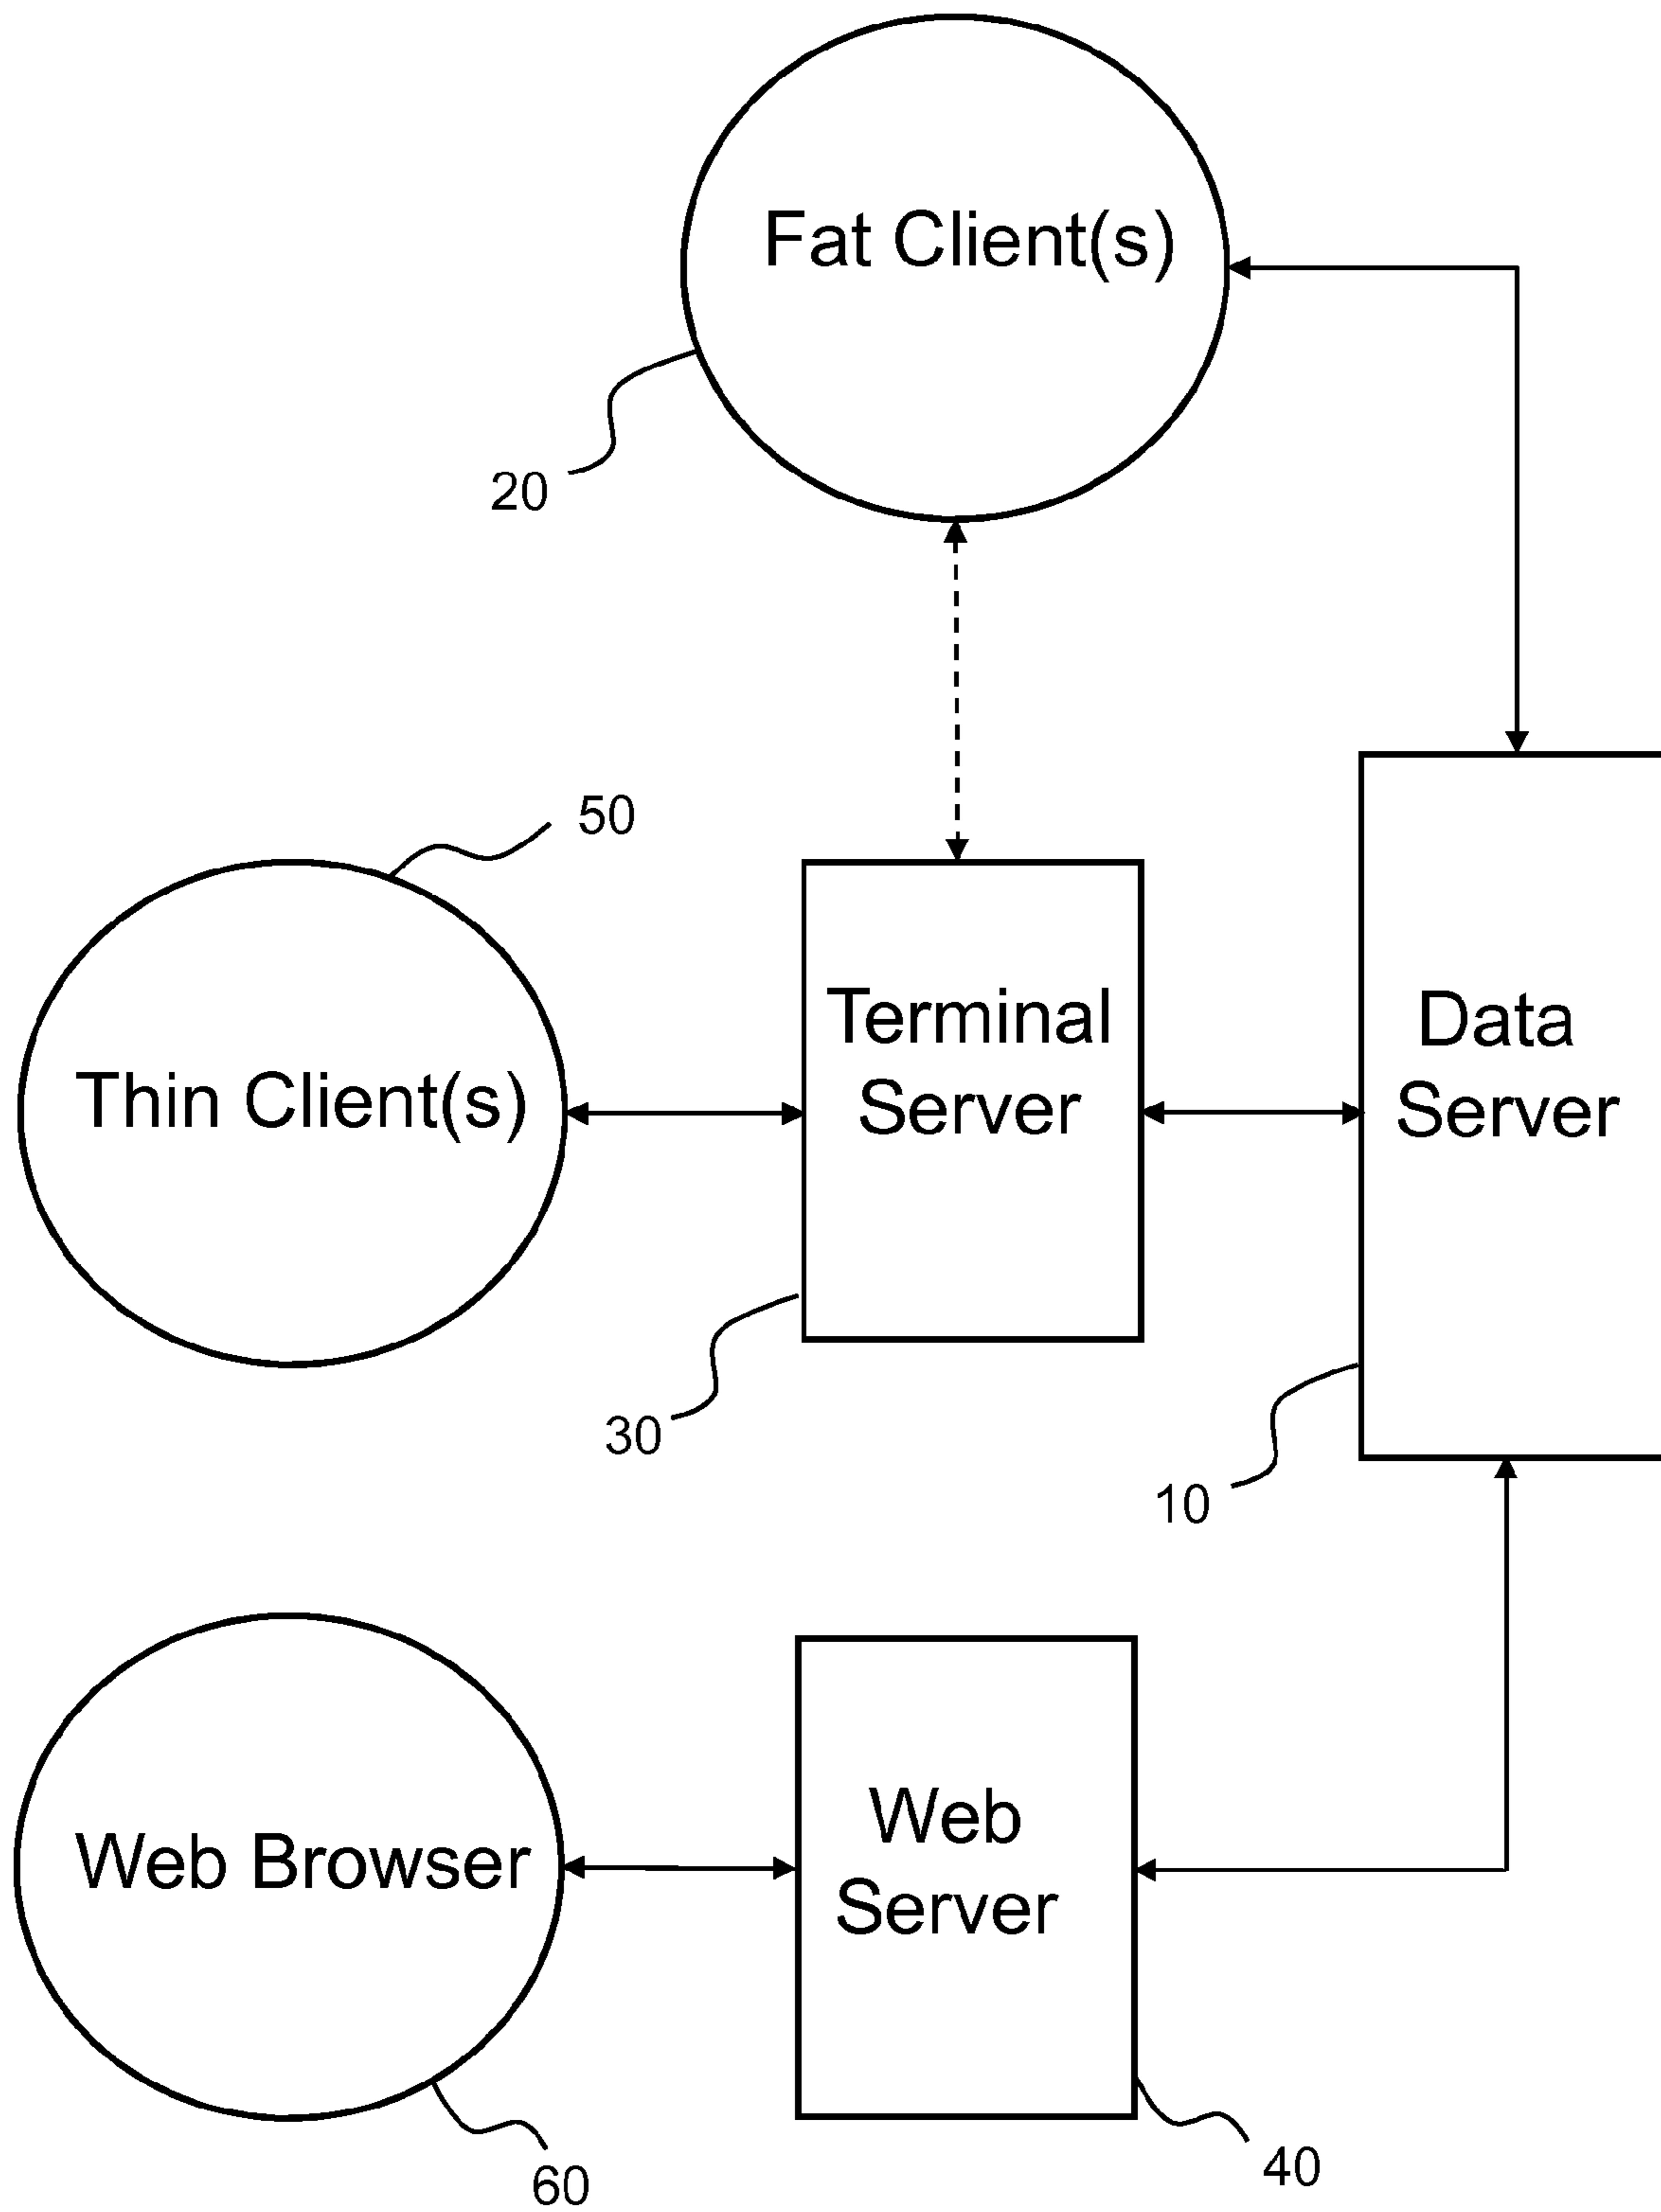 Fat Client(s)
20
50
Thin Client(s)
Terminal
Server
Data
Server
30
10
Web Browser
Web
Server
60
40